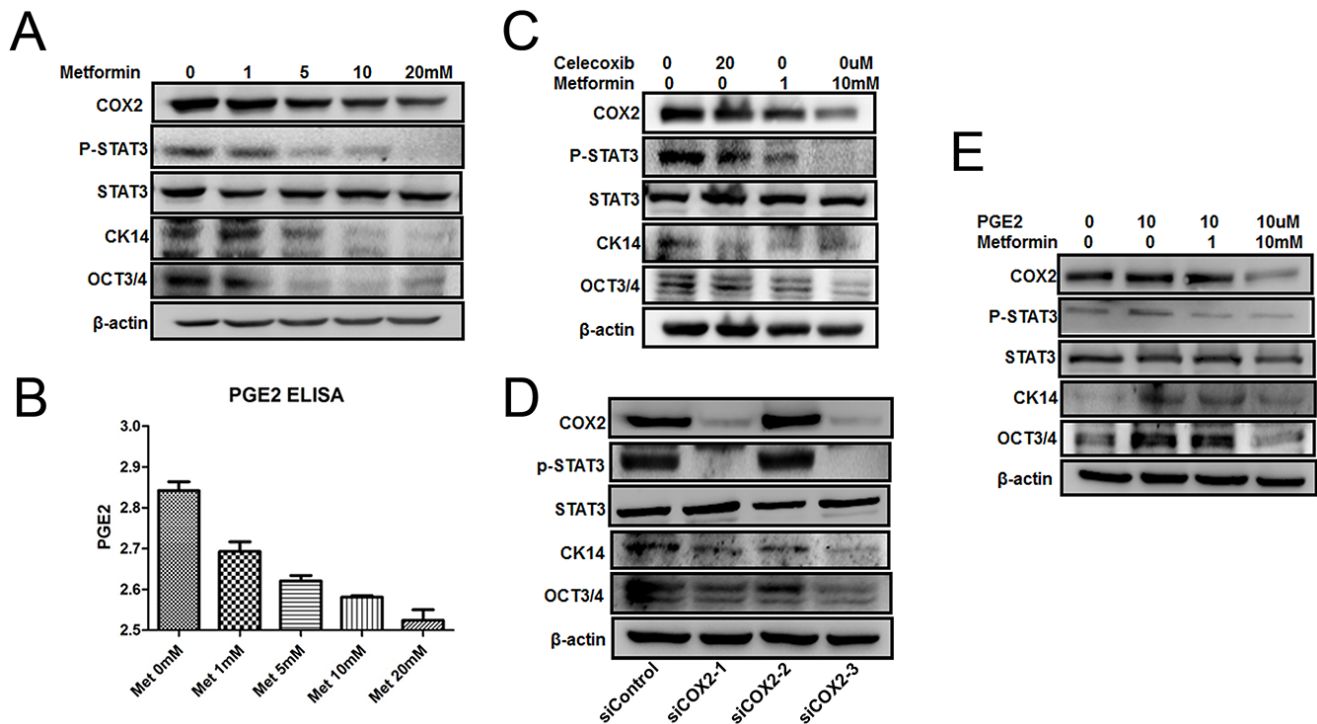 A
Metformin 0 1 5 10 20mM
COX2
P-STAT3
STAT3
CK14
OCT3/4
β-actin
B
PGE2 ELISA
PGE2
3.0
2.9
2.8
2.7
2.6
2.5
Met 0mM
Met 1mM
Met 5mM
Met 10mM
Met 20mM
C
Celecoxib 0 20 0 0uM
Metformin 0 0 1 10mM
COX2
P-STAT3
STAT3
CK14
OCT3/4
β-actin
D
COX2
p-STAT3
STAT3
CK14
OCT3/4
β-actin
siControl
siCOX2-1
siCOX2-2
siCOX2-3
E
PGE2 0 10 10 10uM
Metformin 0 0 1 10mM
COX2
P-STAT3
STAT3
CK14
OCT3/4
β-actin